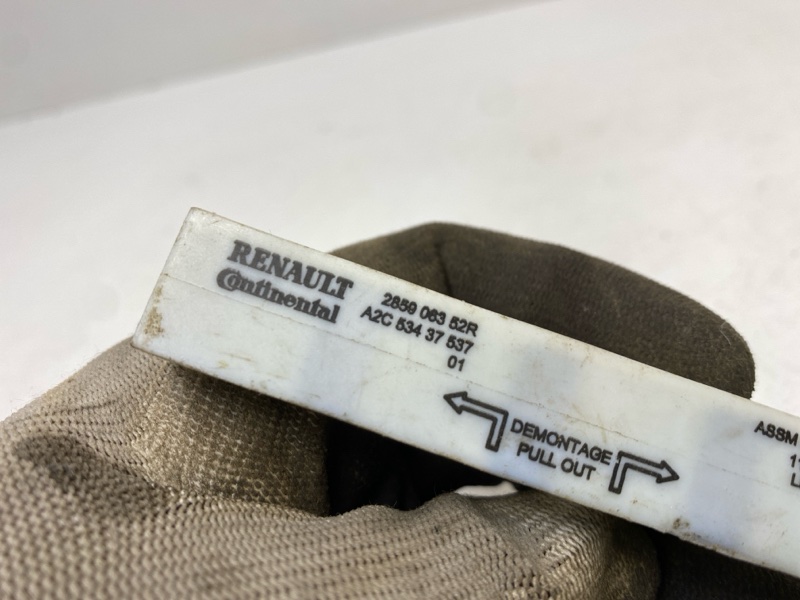 RENAULT
Continental
2859 063 52R
A2C 534 37 537
01
DEMONTAGE
PULL OUT
ASSM